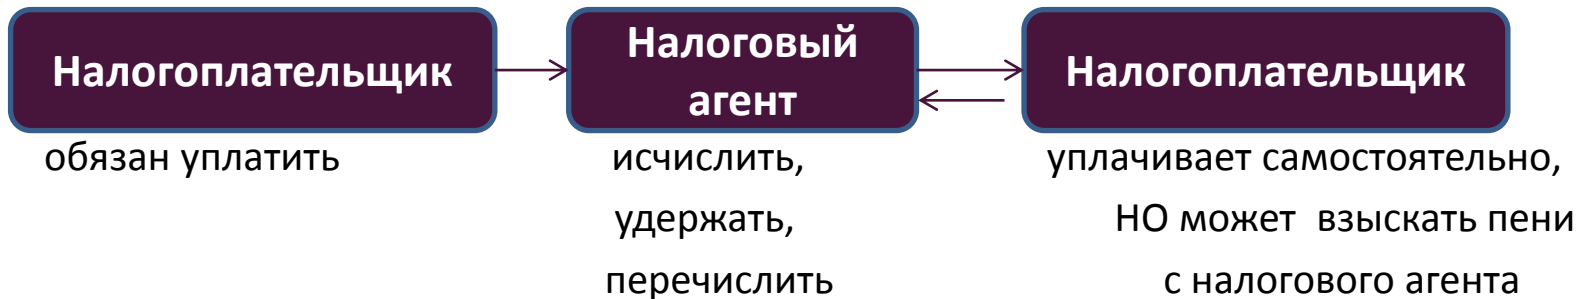 Налогоплательщик
обязан уплатить
Налоговый
агент
исчислить,
удержать,
перечислить
Налогоплательщик
уплачивает самостоятельно,
НО может взыскать пени
с налогового агента